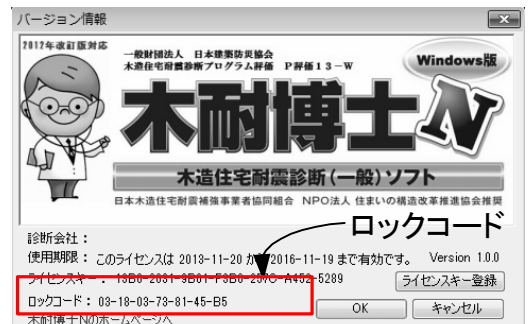 バージョン情報
2012年改訂版対応
一般財団法人 日本建築防災協会
木造住宅耐震診断プログラム評価 P評価13-W
Windows版
木耐博士N
木造住宅耐震診断(一般)ソフト
日本木造住宅耐震補強事業者協同組合 NPO法人 住まいの構造改革推進協会推奨
ロックコード
診断会社:
使用期限: このライセンスは 2013-11-20 から 2016-11-19 まで有効です。 Version 1.0.0
ライセンスキー: -5289
ライセンスキー登録
ロックコード: 03-18-03-73-81-45-B5
OK
キャンセル
木耐博士Nのホームページへ